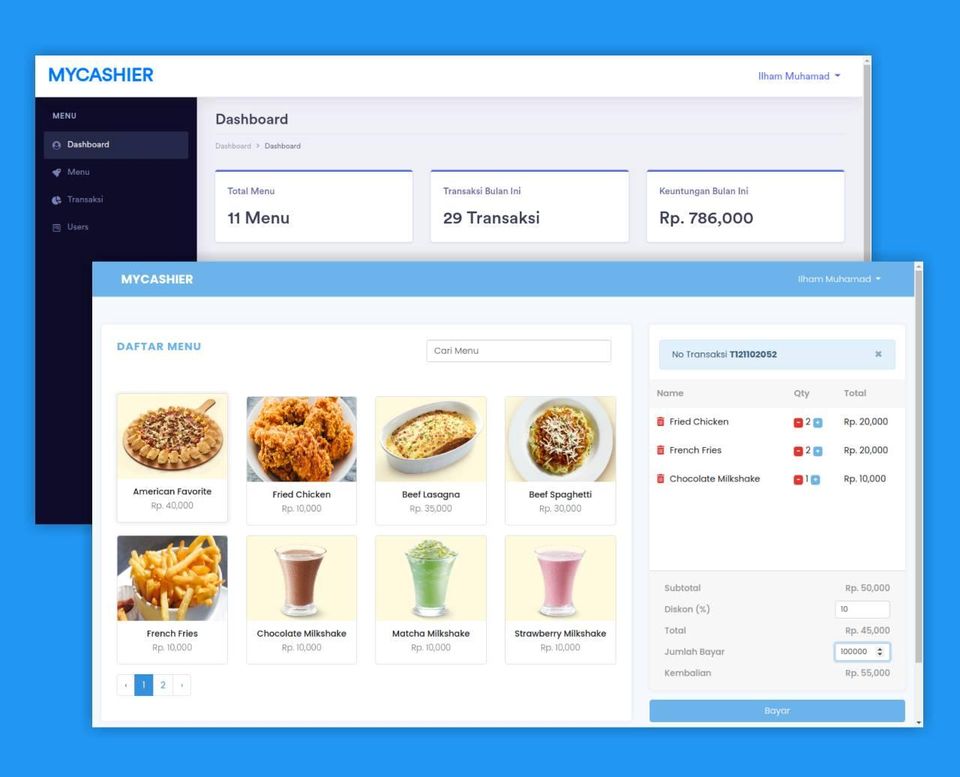 MYCASHIER
Ilham Muhamad
MENU
Dashboard
Menu
Transaksi
Users
Dashboard
Dashboard > Dashboard
Total Menu
11 Menu
Transaksi Bulan Ini
29 Transaksi
Keuntungan Bulan Ini
Rp. 786,000
MYCASHIER
Ilham Muhamad
DAFTAR MENU
Cari Menu
American Favorite
Rp. 40,000
Fried Chicken
Rp. 10,000
Beef Lasagna
Rp. 35,000
Beef Spaghetti
Rp. 30,000
French Fries
Rp. 10,000
Chocolate Milkshake
Rp. 10,000
Matcha Milkshake
Rp. 10,000
Strawberry Milkshake
Rp. 10,000
‹ 1 2 ›
No Transaksi T121102052 ×
Name Qty Total
Fried Chicken - 2 + Rp. 20,000
French Fries - 2 + Rp. 20,000
Chocolate Milkshake - 1 + Rp. 10,000
Subtotal Rp. 50,000
Diskon (%) 10
Total Rp. 45,000
Jumlah Bayar 100000
Kembalian Rp. 55,000
Bayar